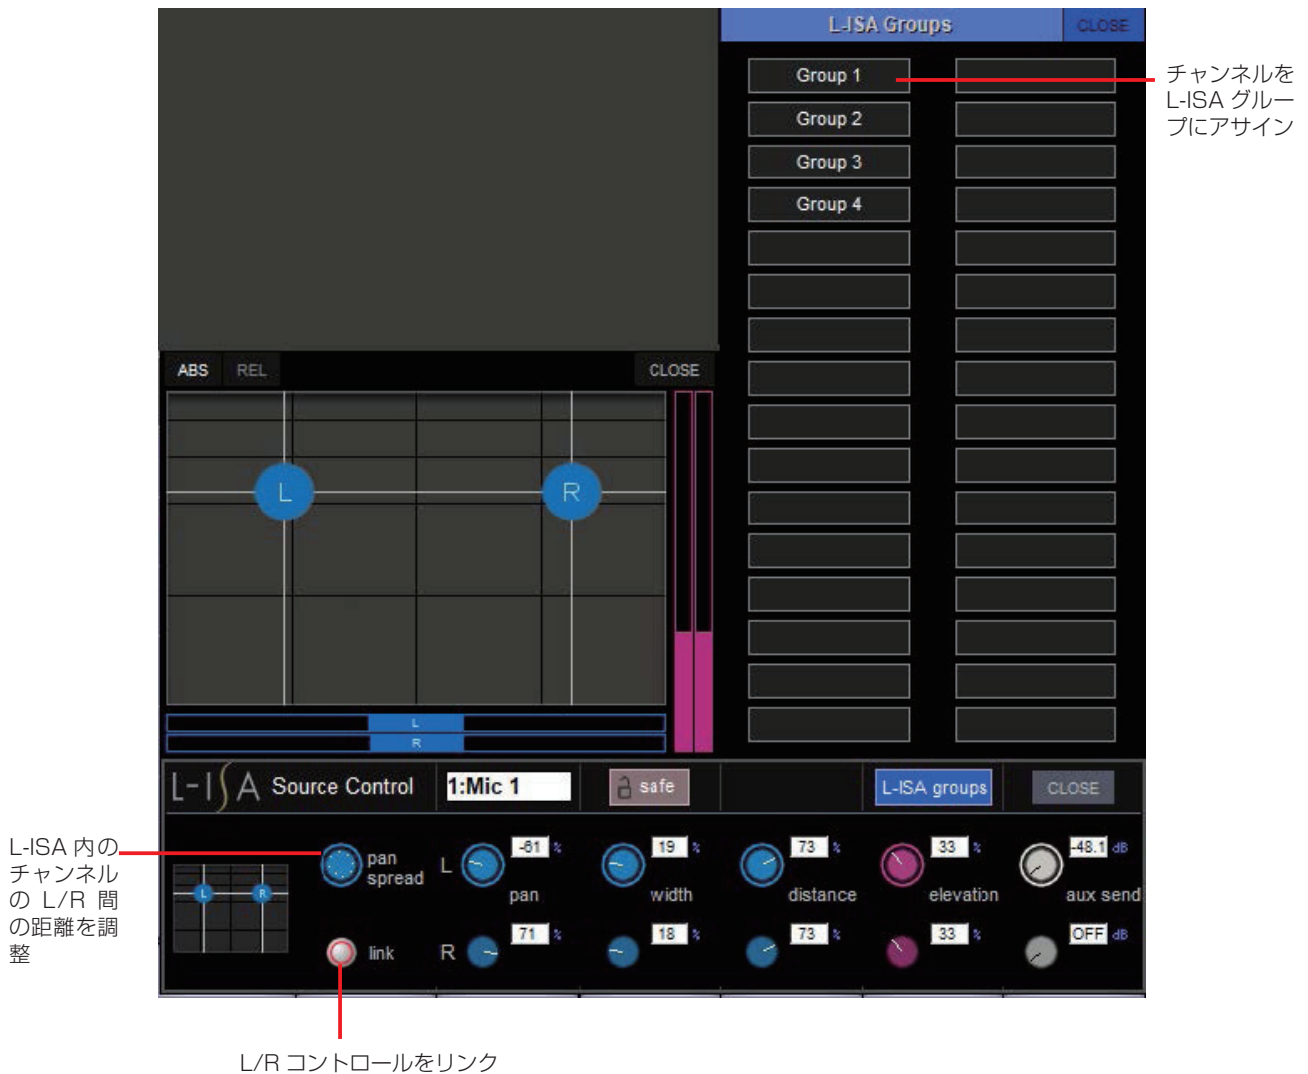 L-ISA Groups CLOSE
Group 1
Group 2
Group 3
Group 4
チャンネルを
L-ISA グルー
プにアサイン
ABS REL CLOSE
L R
L
R
L-ISA Source Control 1:Mic 1 safe L-ISA groups CLOSE
L-ISA 内の
チャンネル
の L/R 間
の距離を調
整
L R
pan
spread
link
L -61 % 19 % 73 % 33 % -48.1 dB
pan width distance elevation aux send
R 71 % 18 % 73 % 33 % OFF dB
L/R コントロールをリンク